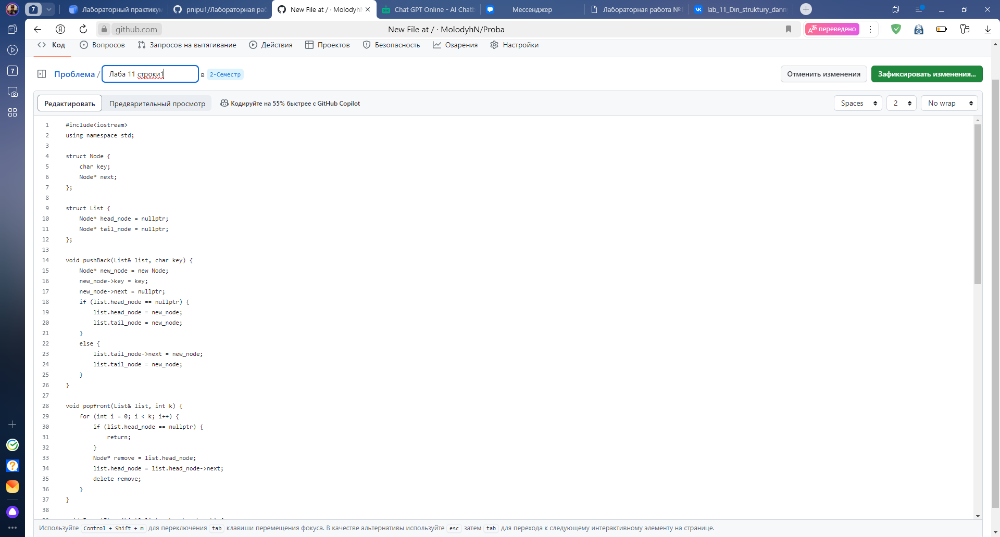 7
Лабораторный практикум
pnipu1/Лабораторная ра
New File at / · MolodyhN
Chat GPT Online - AI Chatb
Мессенджер
Лабораторная работа №1
lab_11_Din_struktury_dann
github.com
New File at / · MolodyhN/Proba
переведено
Код
Вопросов
Запросов на вытягивание
Действия
Проектов
Безопасность
Озарения
Настройки
7
Проблема / Лаба 11 строки1 в 2-Семестр
Отменить изменения
Зафиксировать изменения...
Редактировать
Предварительный просмотр
Кодируйте на 55% быстрее с GitHub Copilot
Spaces
2
No wrap
1 #include<iostream>
2 using namespace std;
3
4 struct Node {
5 char key;
6 Node* next;
7 };
8
9 struct List {
10 Node* head_node = nullptr;
11 Node* tail_node = nullptr;
12 };
13
14 void pushBack(List& list, char key) {
15 Node* new_node = new Node;
16 new_node->key = key;
17 new_node->next = nullptr;
18 if (list.head_node == nullptr) {
19 list.head_node = new_node;
20 list.tail_node = new_node;
21 }
22 else {
23 list.tail_node->next = new_node;
24 list.tail_node = new_node;
25 }
26 }
27
28 void popfront(List& list, int k) {
29 for (int i = 0; i < k; i++) {
30 if (list.head_node == nullptr) {
31 return;
32 }
33 Node* remove = list.head_node;
34 list.head_node = list.head_node->next;
35 delete remove;
36 }
37 }
38
Используйте Control + Shift + m для переключения tab клавиши перемещения фокуса. В качестве альтернативы используйте esc затем tab для перехода к следующему интерактивному элементу на странице.